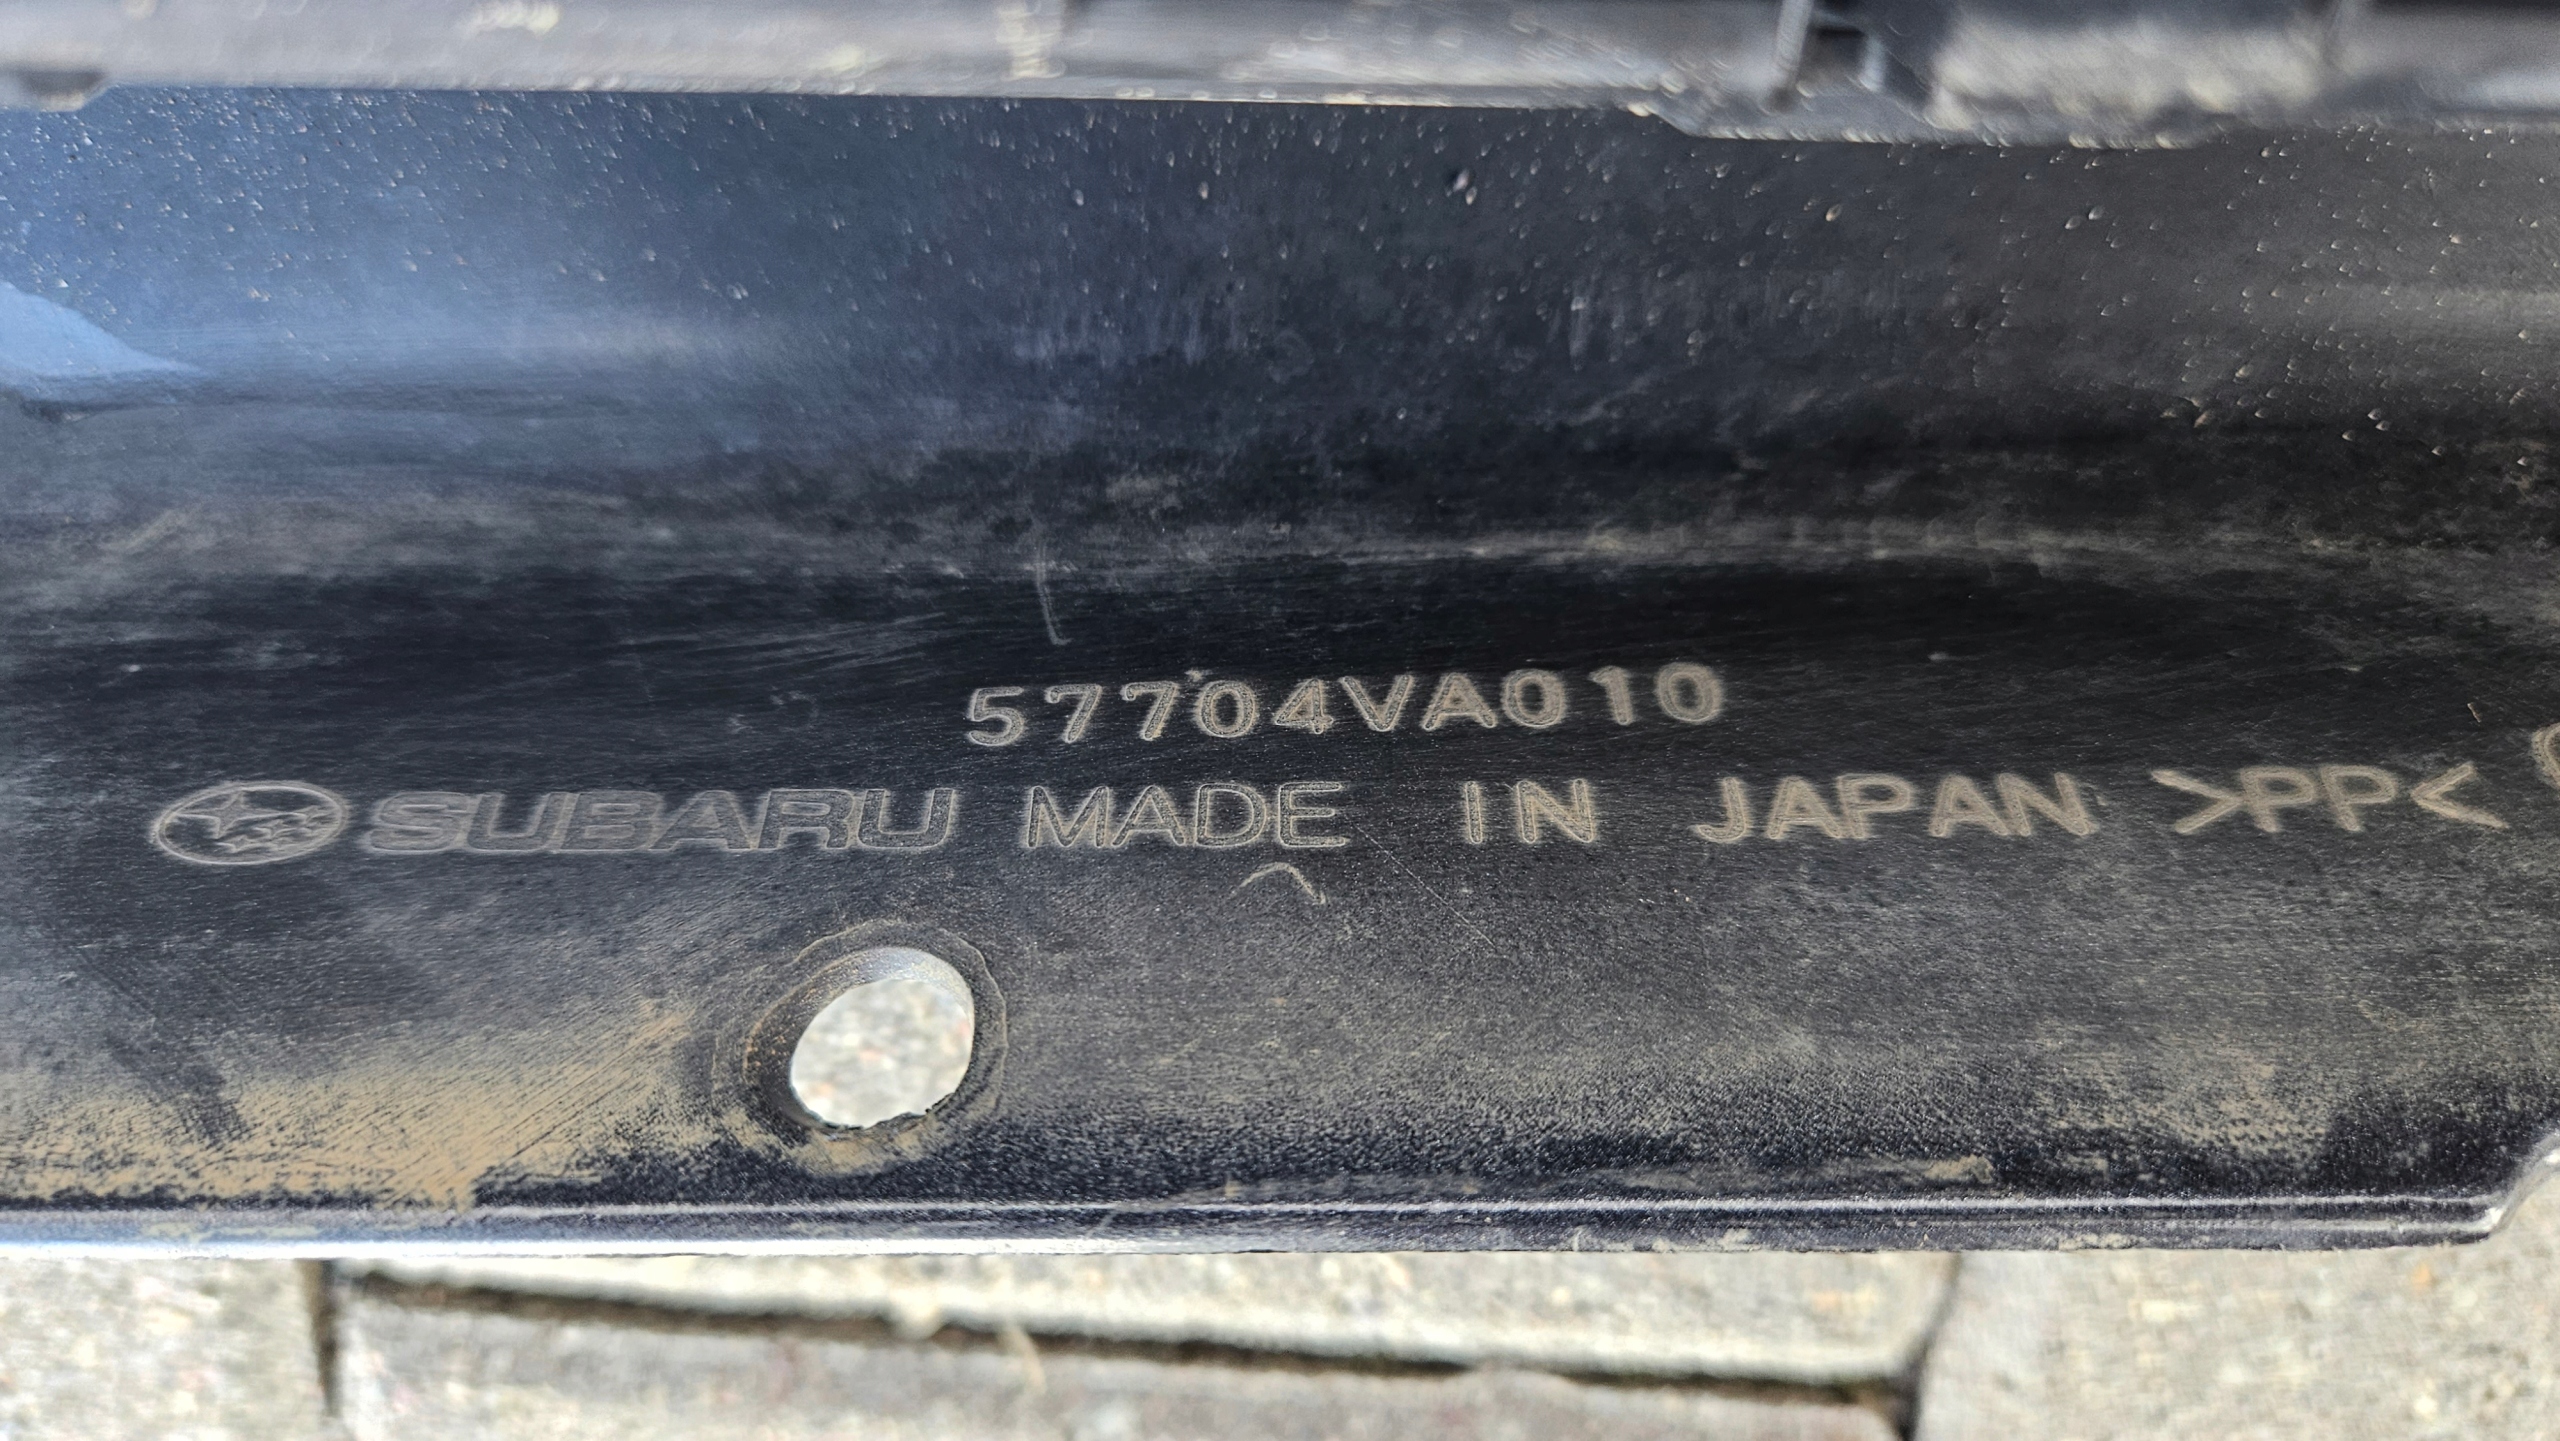 57704VA010
SUBARU MADE IN JAPAN >PP<